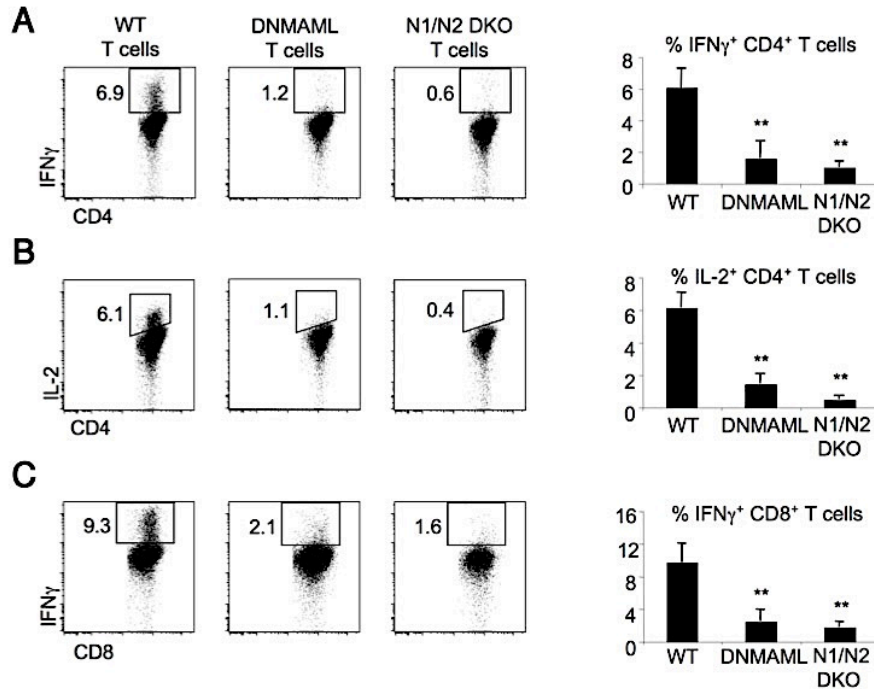 A
WT
T cells
DNMAML
T cells
N1/N2 DKO
T cells
6.9
1.2
0.6
IFNγ
CD4
% IFNγ⁺ CD4⁺ T cells
8
6
4
2
0
**
**
WT
DNMAML
N1/N2
DKO
B
6.1
1.1
0.4
IL-2
CD4
% IL-2⁺ CD4⁺ T cells
8
6
4
2
0
**
**
WT
DNMAML
N1/N2
DKO
C
9.3
2.1
1.6
IFNγ
CD8
% IFNγ⁺ CD8⁺ T cells
16
12
8
4
0
**
**
WT
DNMAML
N1/N2
DKO